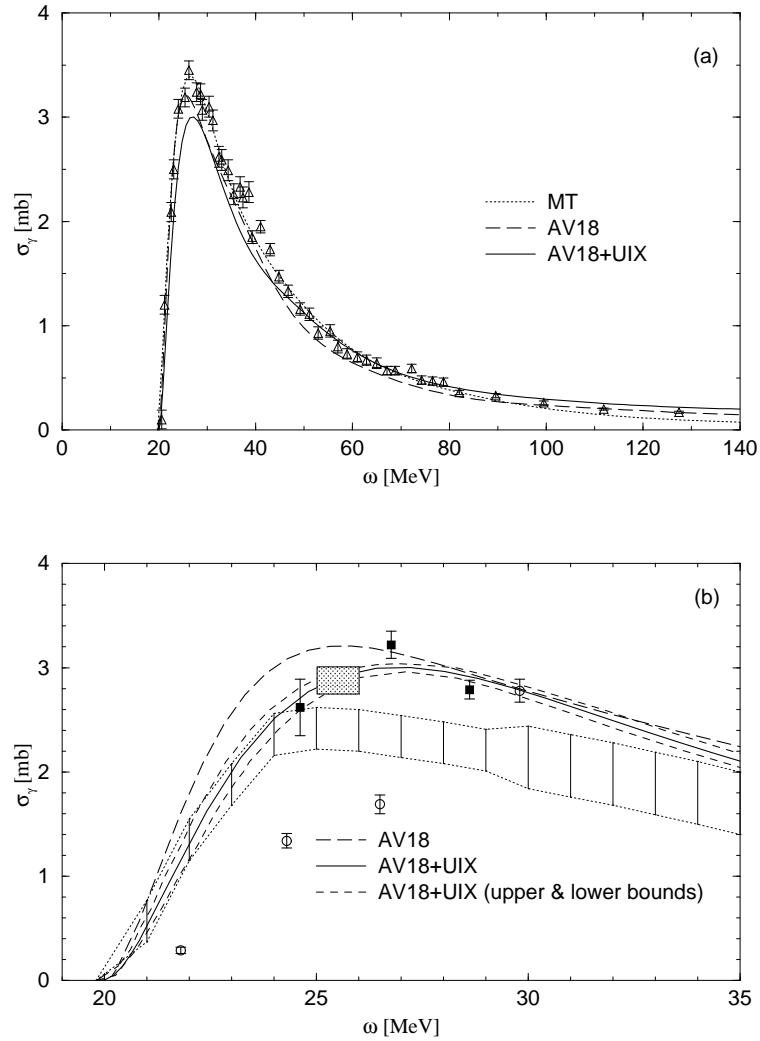 4
(a)
3
MT
σγ [mb]
2
AV18
AV18+UIX
1
0
0 20 40 60 80 100 120 140
ω [MeV]
4
(b)
3
σγ [mb]
2
AV18
1
AV18+UIX
AV18+UIX (upper & lower bounds)
0
20 25 30 35
ω [MeV]